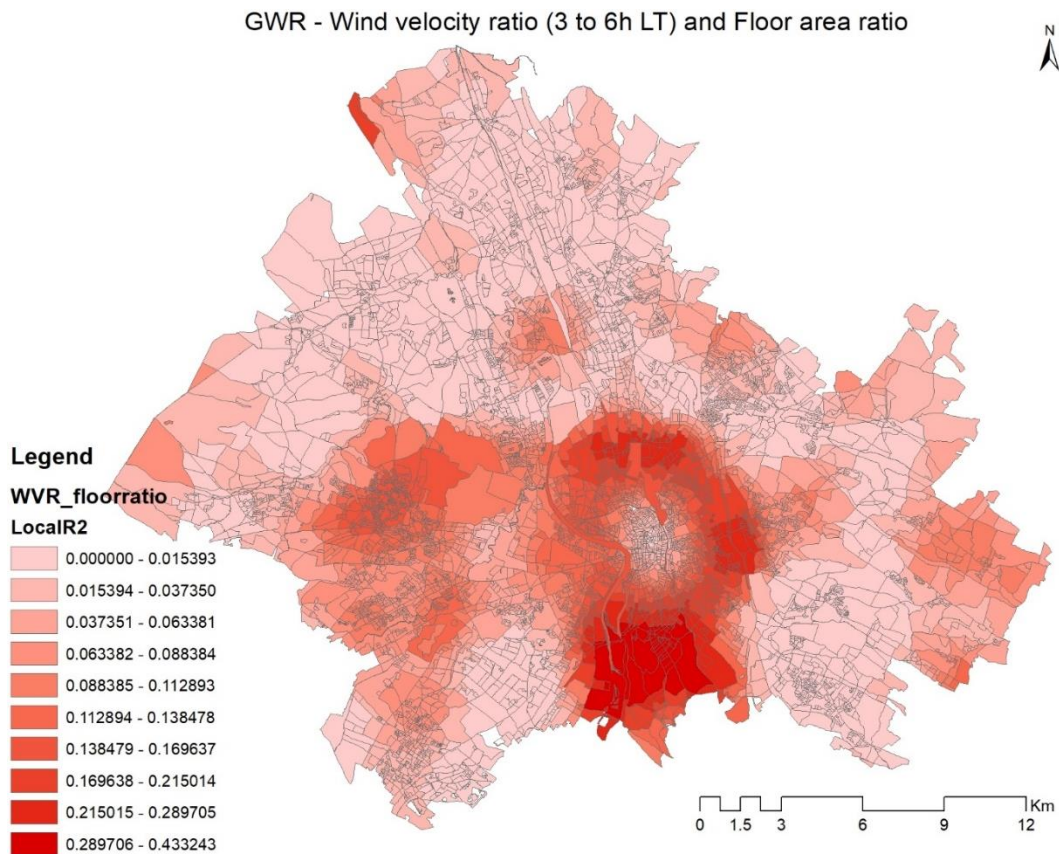 GWR - Wind velocity ratio (3 to 6h LT) and Floor area ratio
N
Legend
WVR_floorratio
LocalR2
0.000000 - 0.015393
0.015394 - 0.037350
0.037351 - 0.063381
0.063382 - 0.088384
0.088385 - 0.112893
0.112894 - 0.138478
0.138479 - 0.169637
0.169638 - 0.215014
0.215015 - 0.289705
0.289706 - 0.433243
Km
0 1.5 3 6 9 12